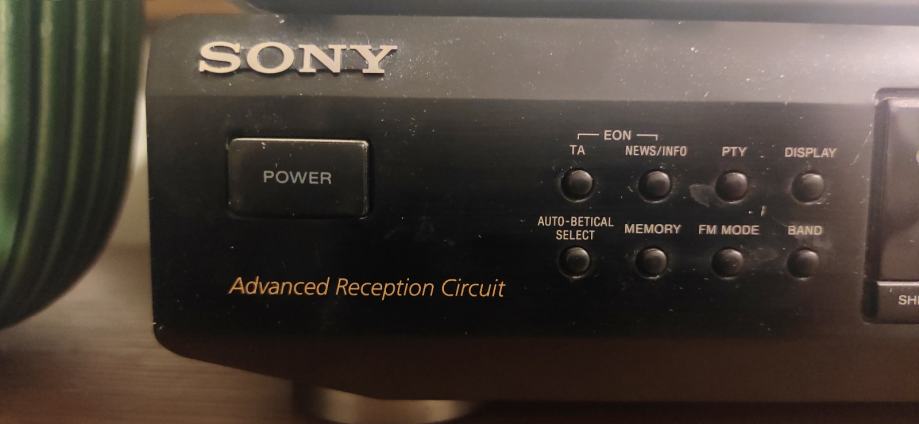 SONY
POWER
EON
TA NEWS/INFO PTY DISPLAY
AUTO-BETICAL
SELECT
MEMORY FM MODE BAND
Advanced Reception Circuit